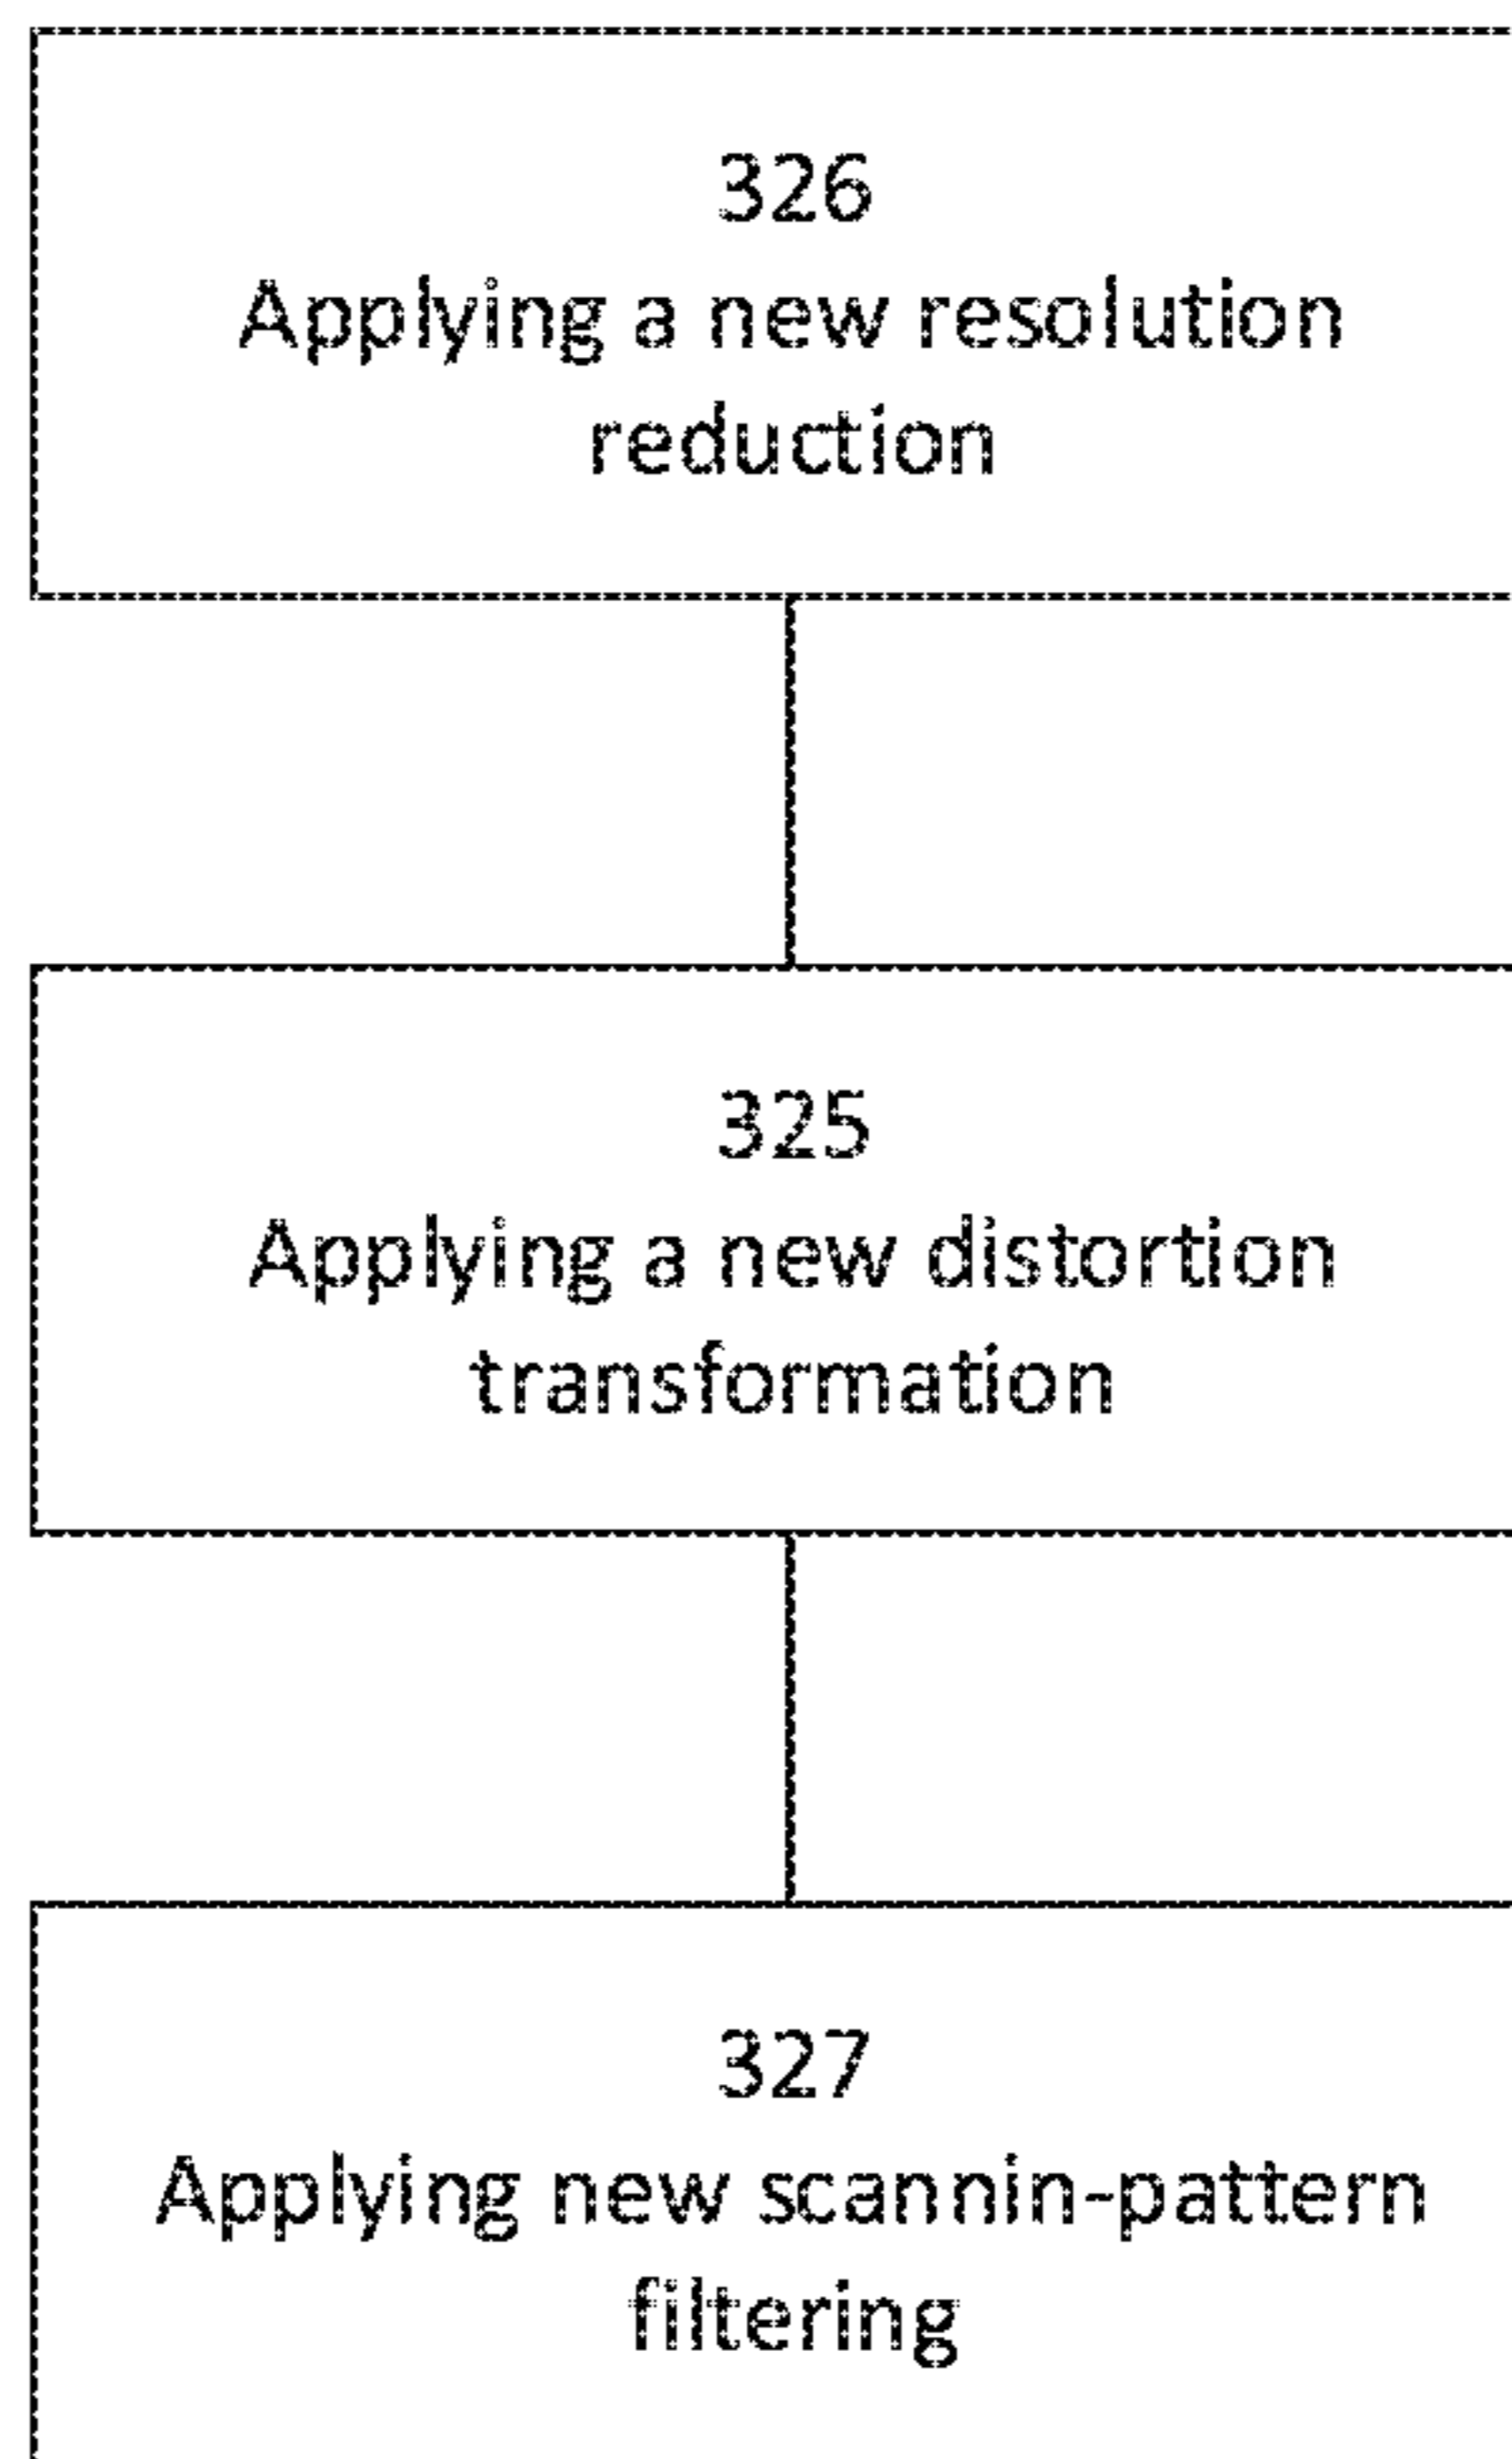 326
Applying a new resolution
reduction
325
Applying a new distortion
transformation
327
Applying new scannin-pattern
filtering